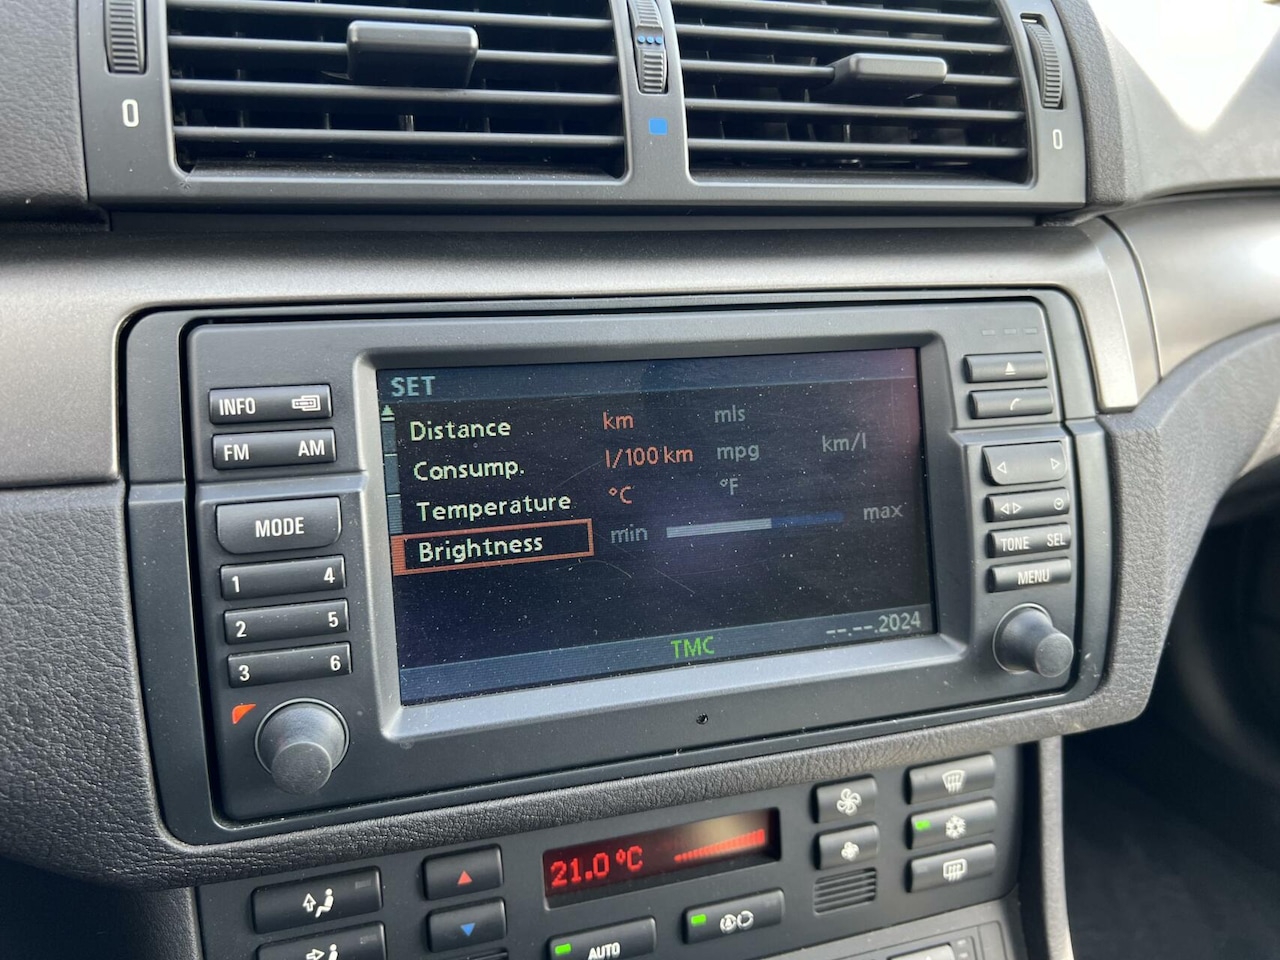 0
0
SET
INFO
Distance km mls
FM AM
Consump. l/100 km mpg km/l
Temperature °C °F
MODE
Brightness min max
TONE SEL
MENU
1 4
2 5
3 6
TMC --.--.2024
21.0 °C
AUTO